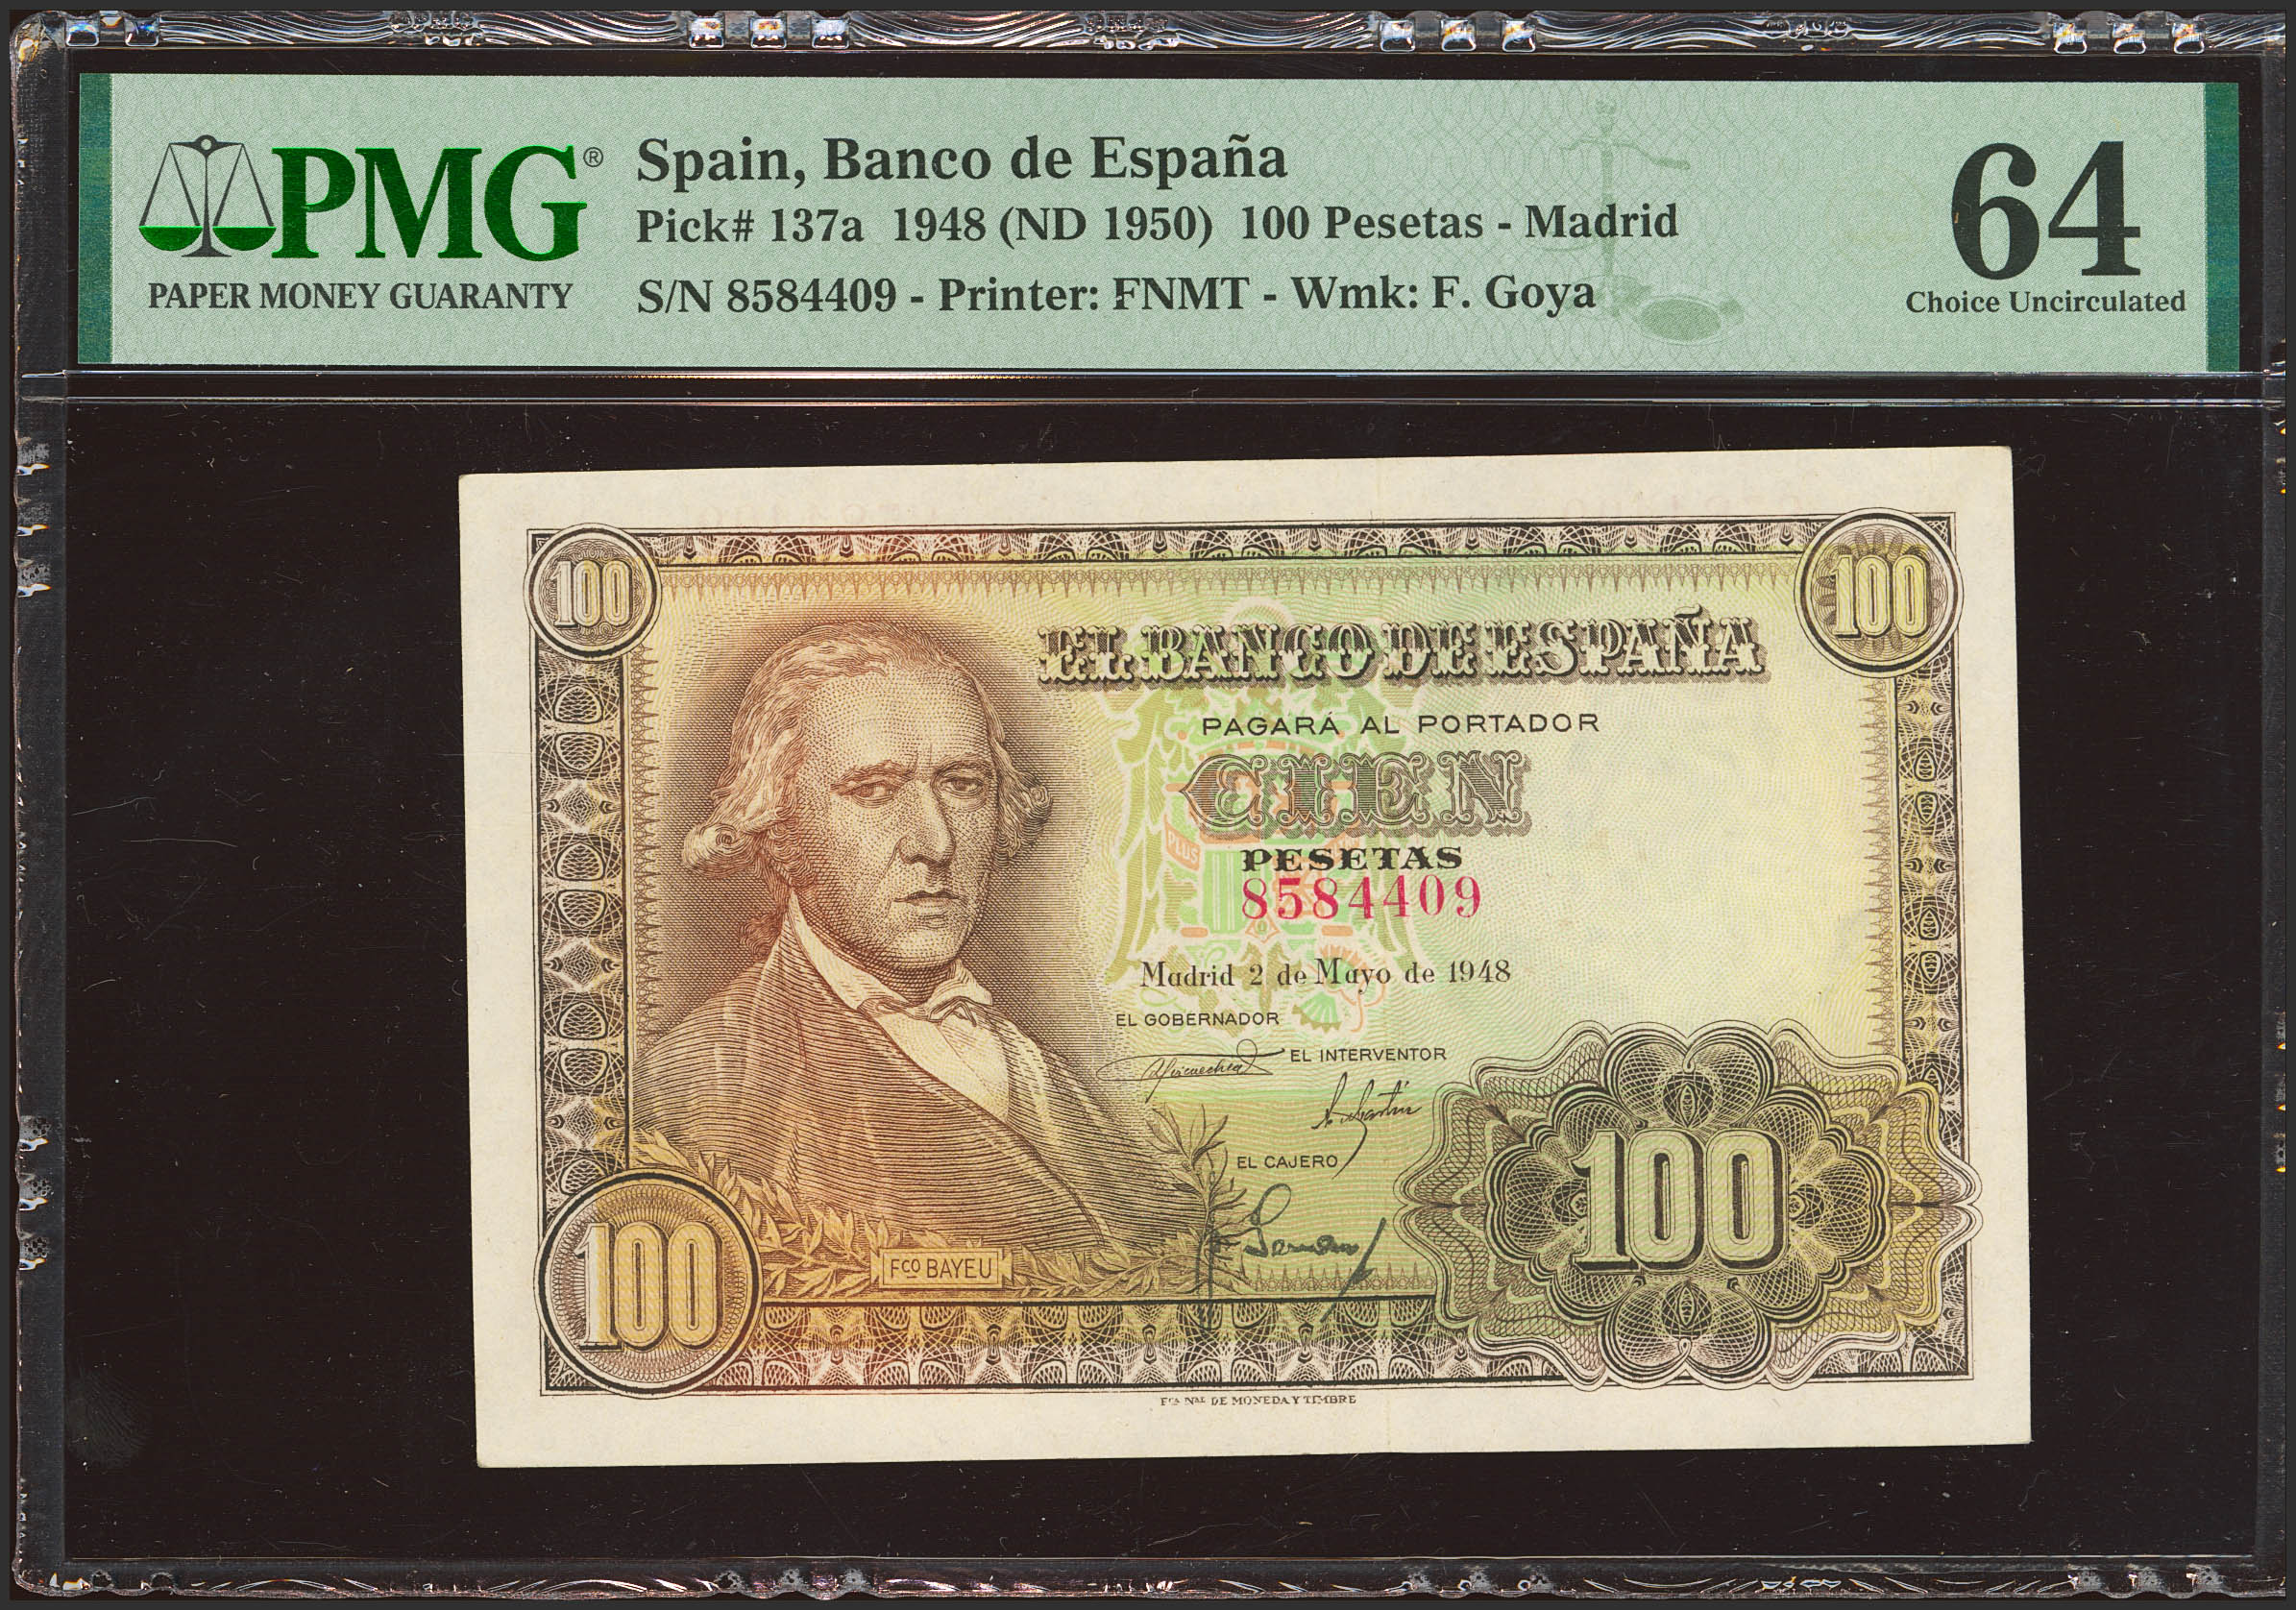 PMG®
PAPER MONEY GUARANTY
Spain, Banco de España
Pick# 137a 1948 (ND 1950) 100 Pesetas - Madrid
S/N 8584409 - Printer: FNMT - Wmk: F. Goya
64
Choice Uncirculated
100
100
EL BANCO DE ESPAÑA
PAGARÁ AL PORTADOR
CIEN
PLUS
PESETAS
8584409
Madrid 2 de Mayo de 1948
EL GOBERNADOR
EL INTERVENTOR
EL CAJERO
100
FCO BAYEU
100
FCA NAL DE MONEDA Y TIMBRE